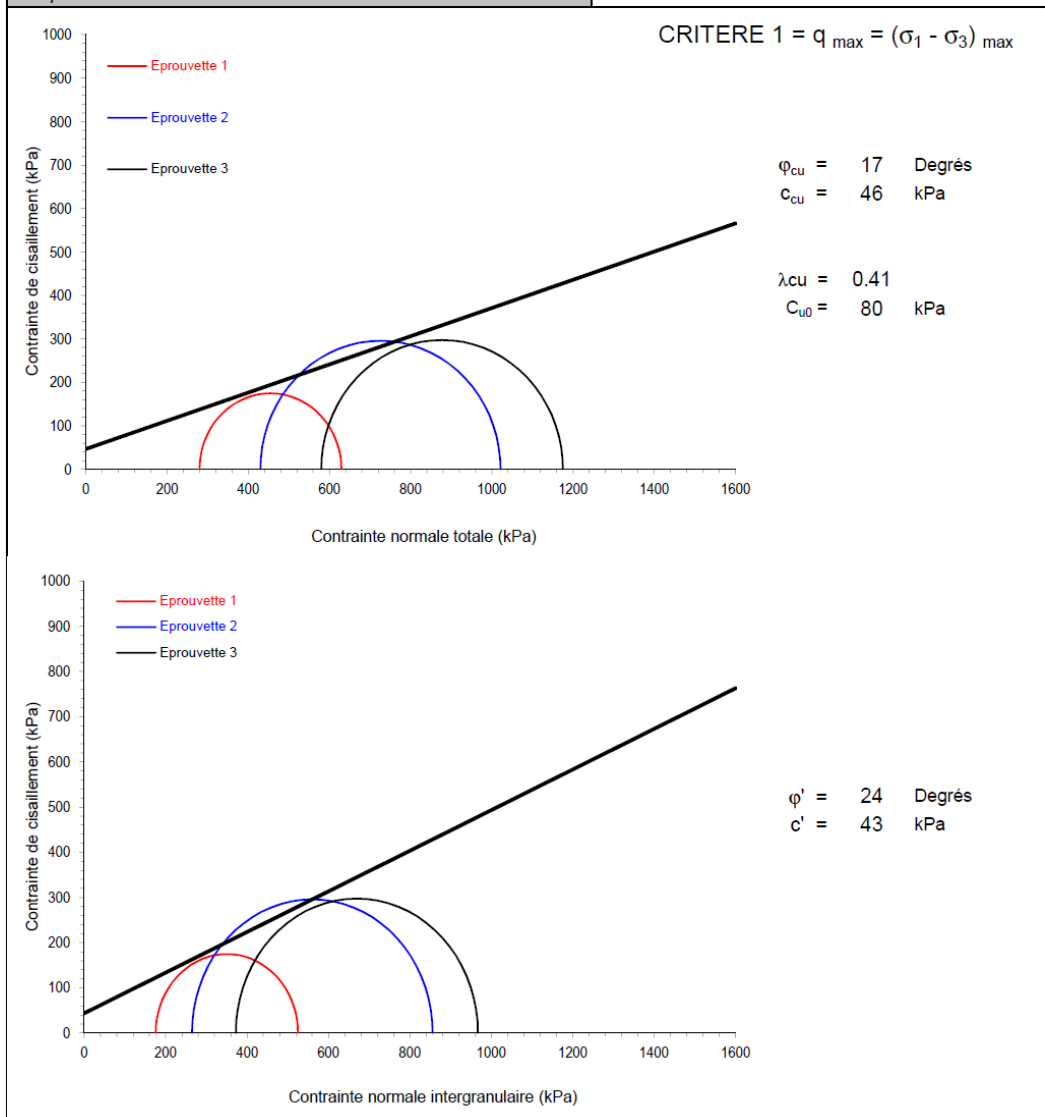 CRITERE 1 = q max = (σ1 - σ3) max
1000
900
800
700
600
500
400
300
200
100
0
Contrainte de cisaillement (kPa)
Eprouvette 1
Eprouvette 2
Eprouvette 3
φcu = 17 Degrés
ccu = 46 kPa
λcu = 0.41
Cu0 = 80 kPa
0 200 400 600 800 1000 1200 1400 1600
Contrainte normale totale (kPa)
1000
900
800
700
600
500
400
300
200
100
0
Contrainte de cisaillement (kPa)
Eprouvette 1
Eprouvette 2
Eprouvette 3
φ' = 24 Degrés
c' = 43 kPa
0 200 400 600 800 1000 1200 1400 1600
Contrainte normale intergranulaire (kPa)